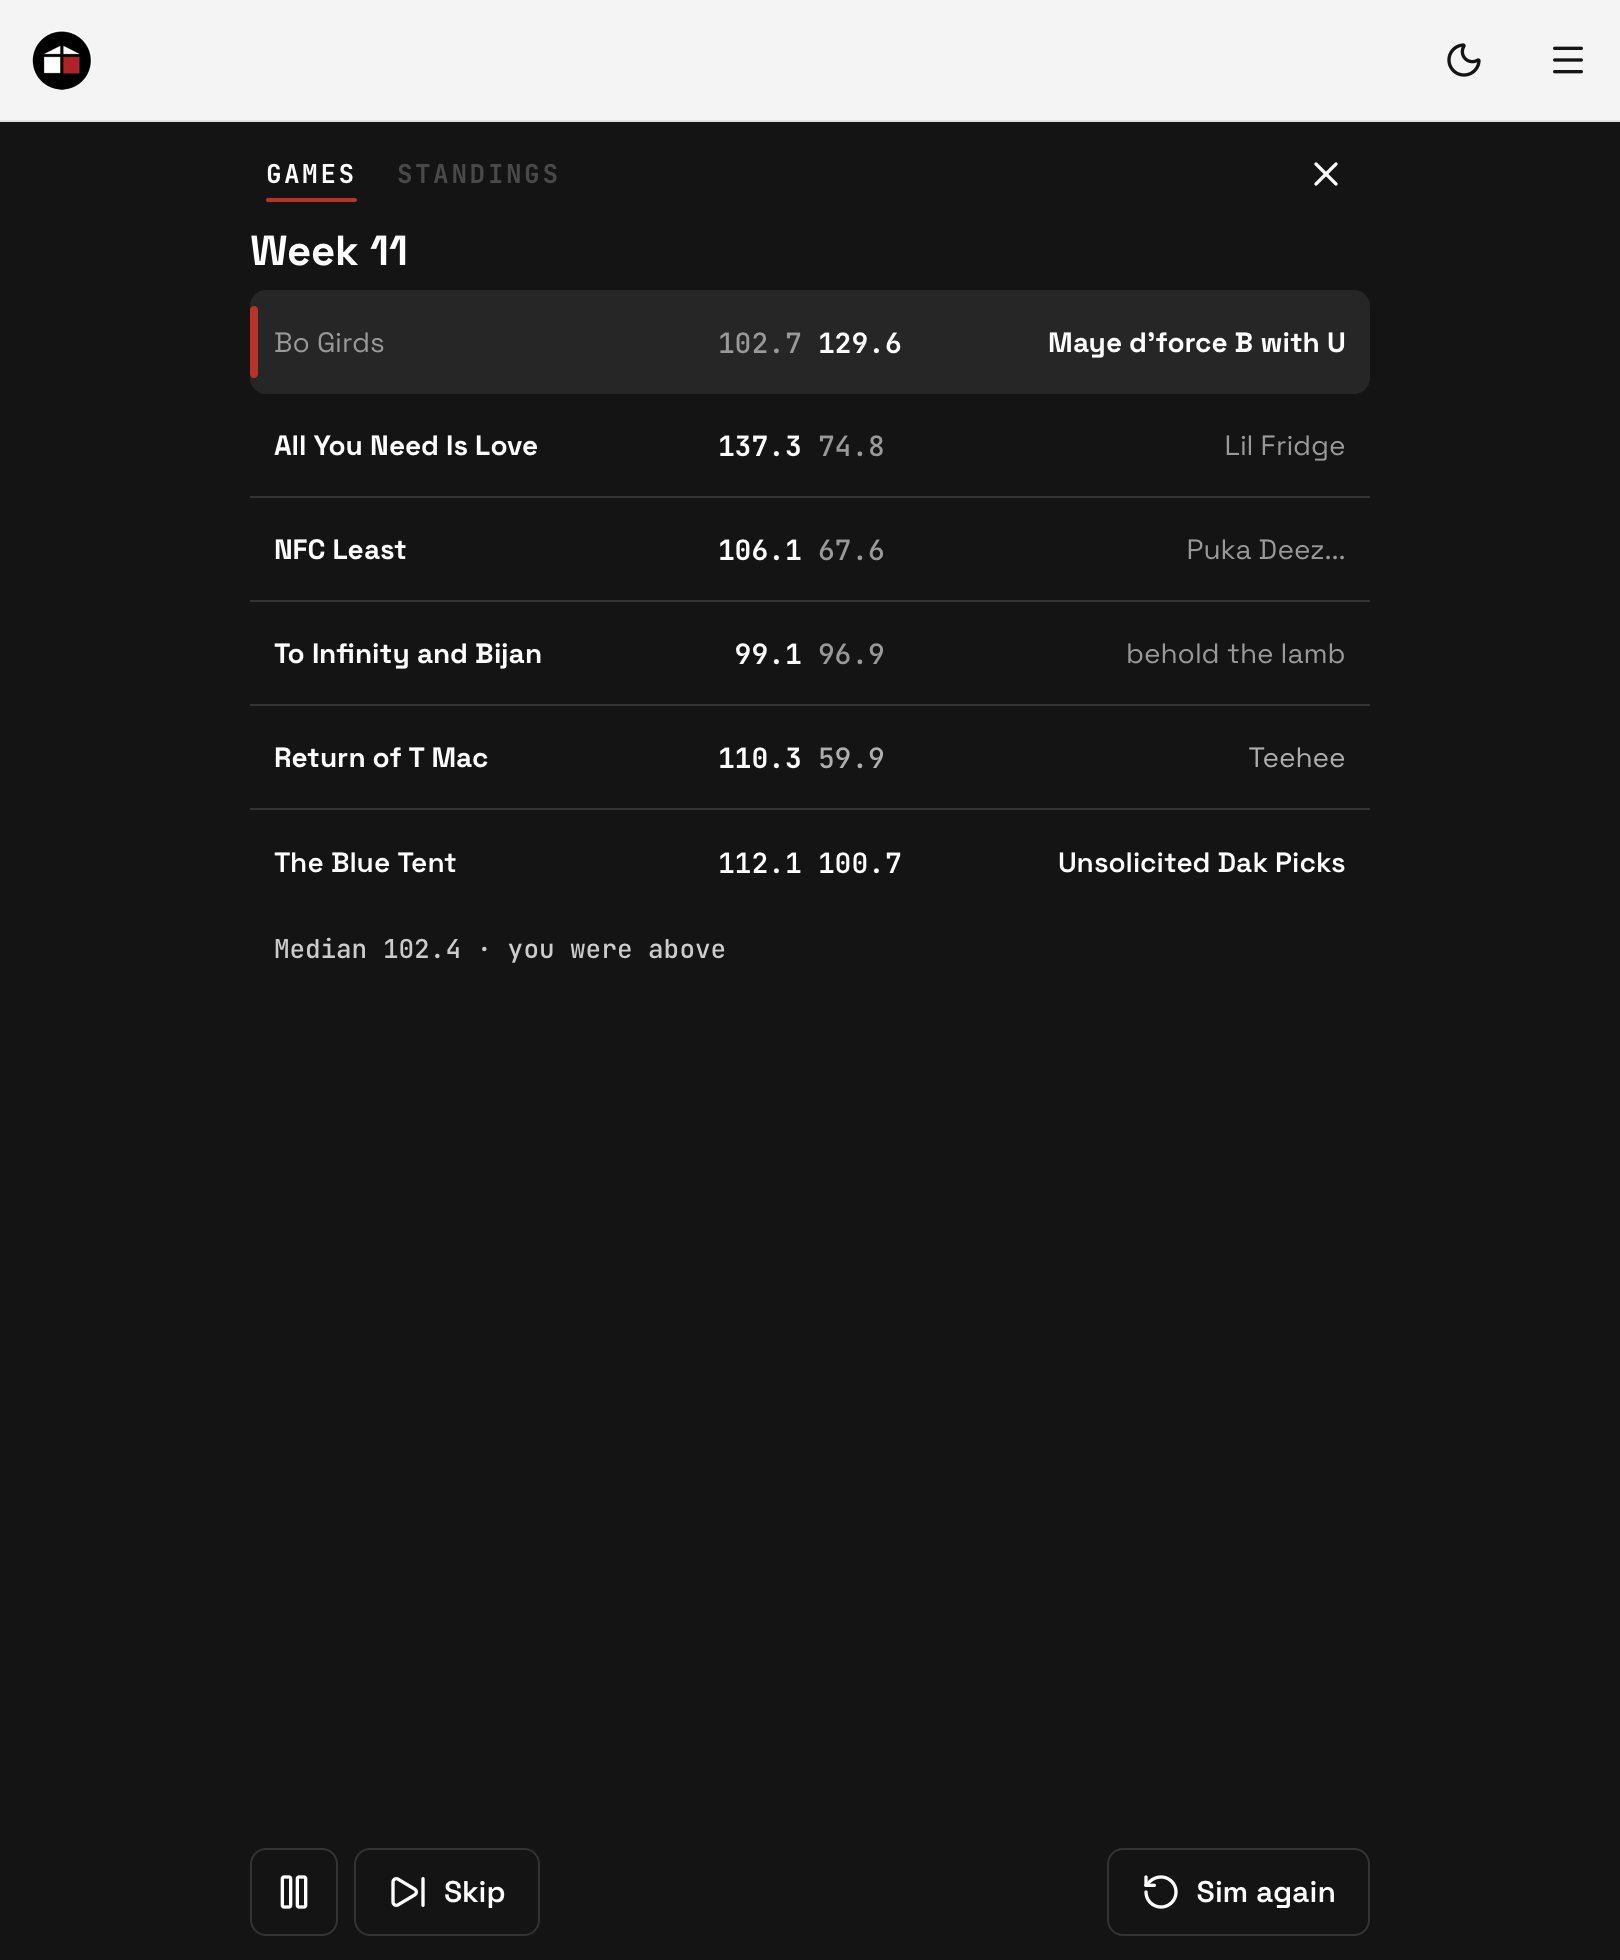 GAMES STANDINGS
Week 11
Bo Girds 102.7 129.6 Maye d'force B with U
All You Need Is Love 137.3 74.8 Lil Fridge
NFC Least 106.1 67.6 Puka Deez...
To Infinity and Bijan 99.1 96.9 behold the lamb
Return of T Mac 110.3 59.9 Teehee
The Blue Tent 112.1 100.7 Unsolicited Dak Picks
Median 102.4 · you were above
Skip Sim again